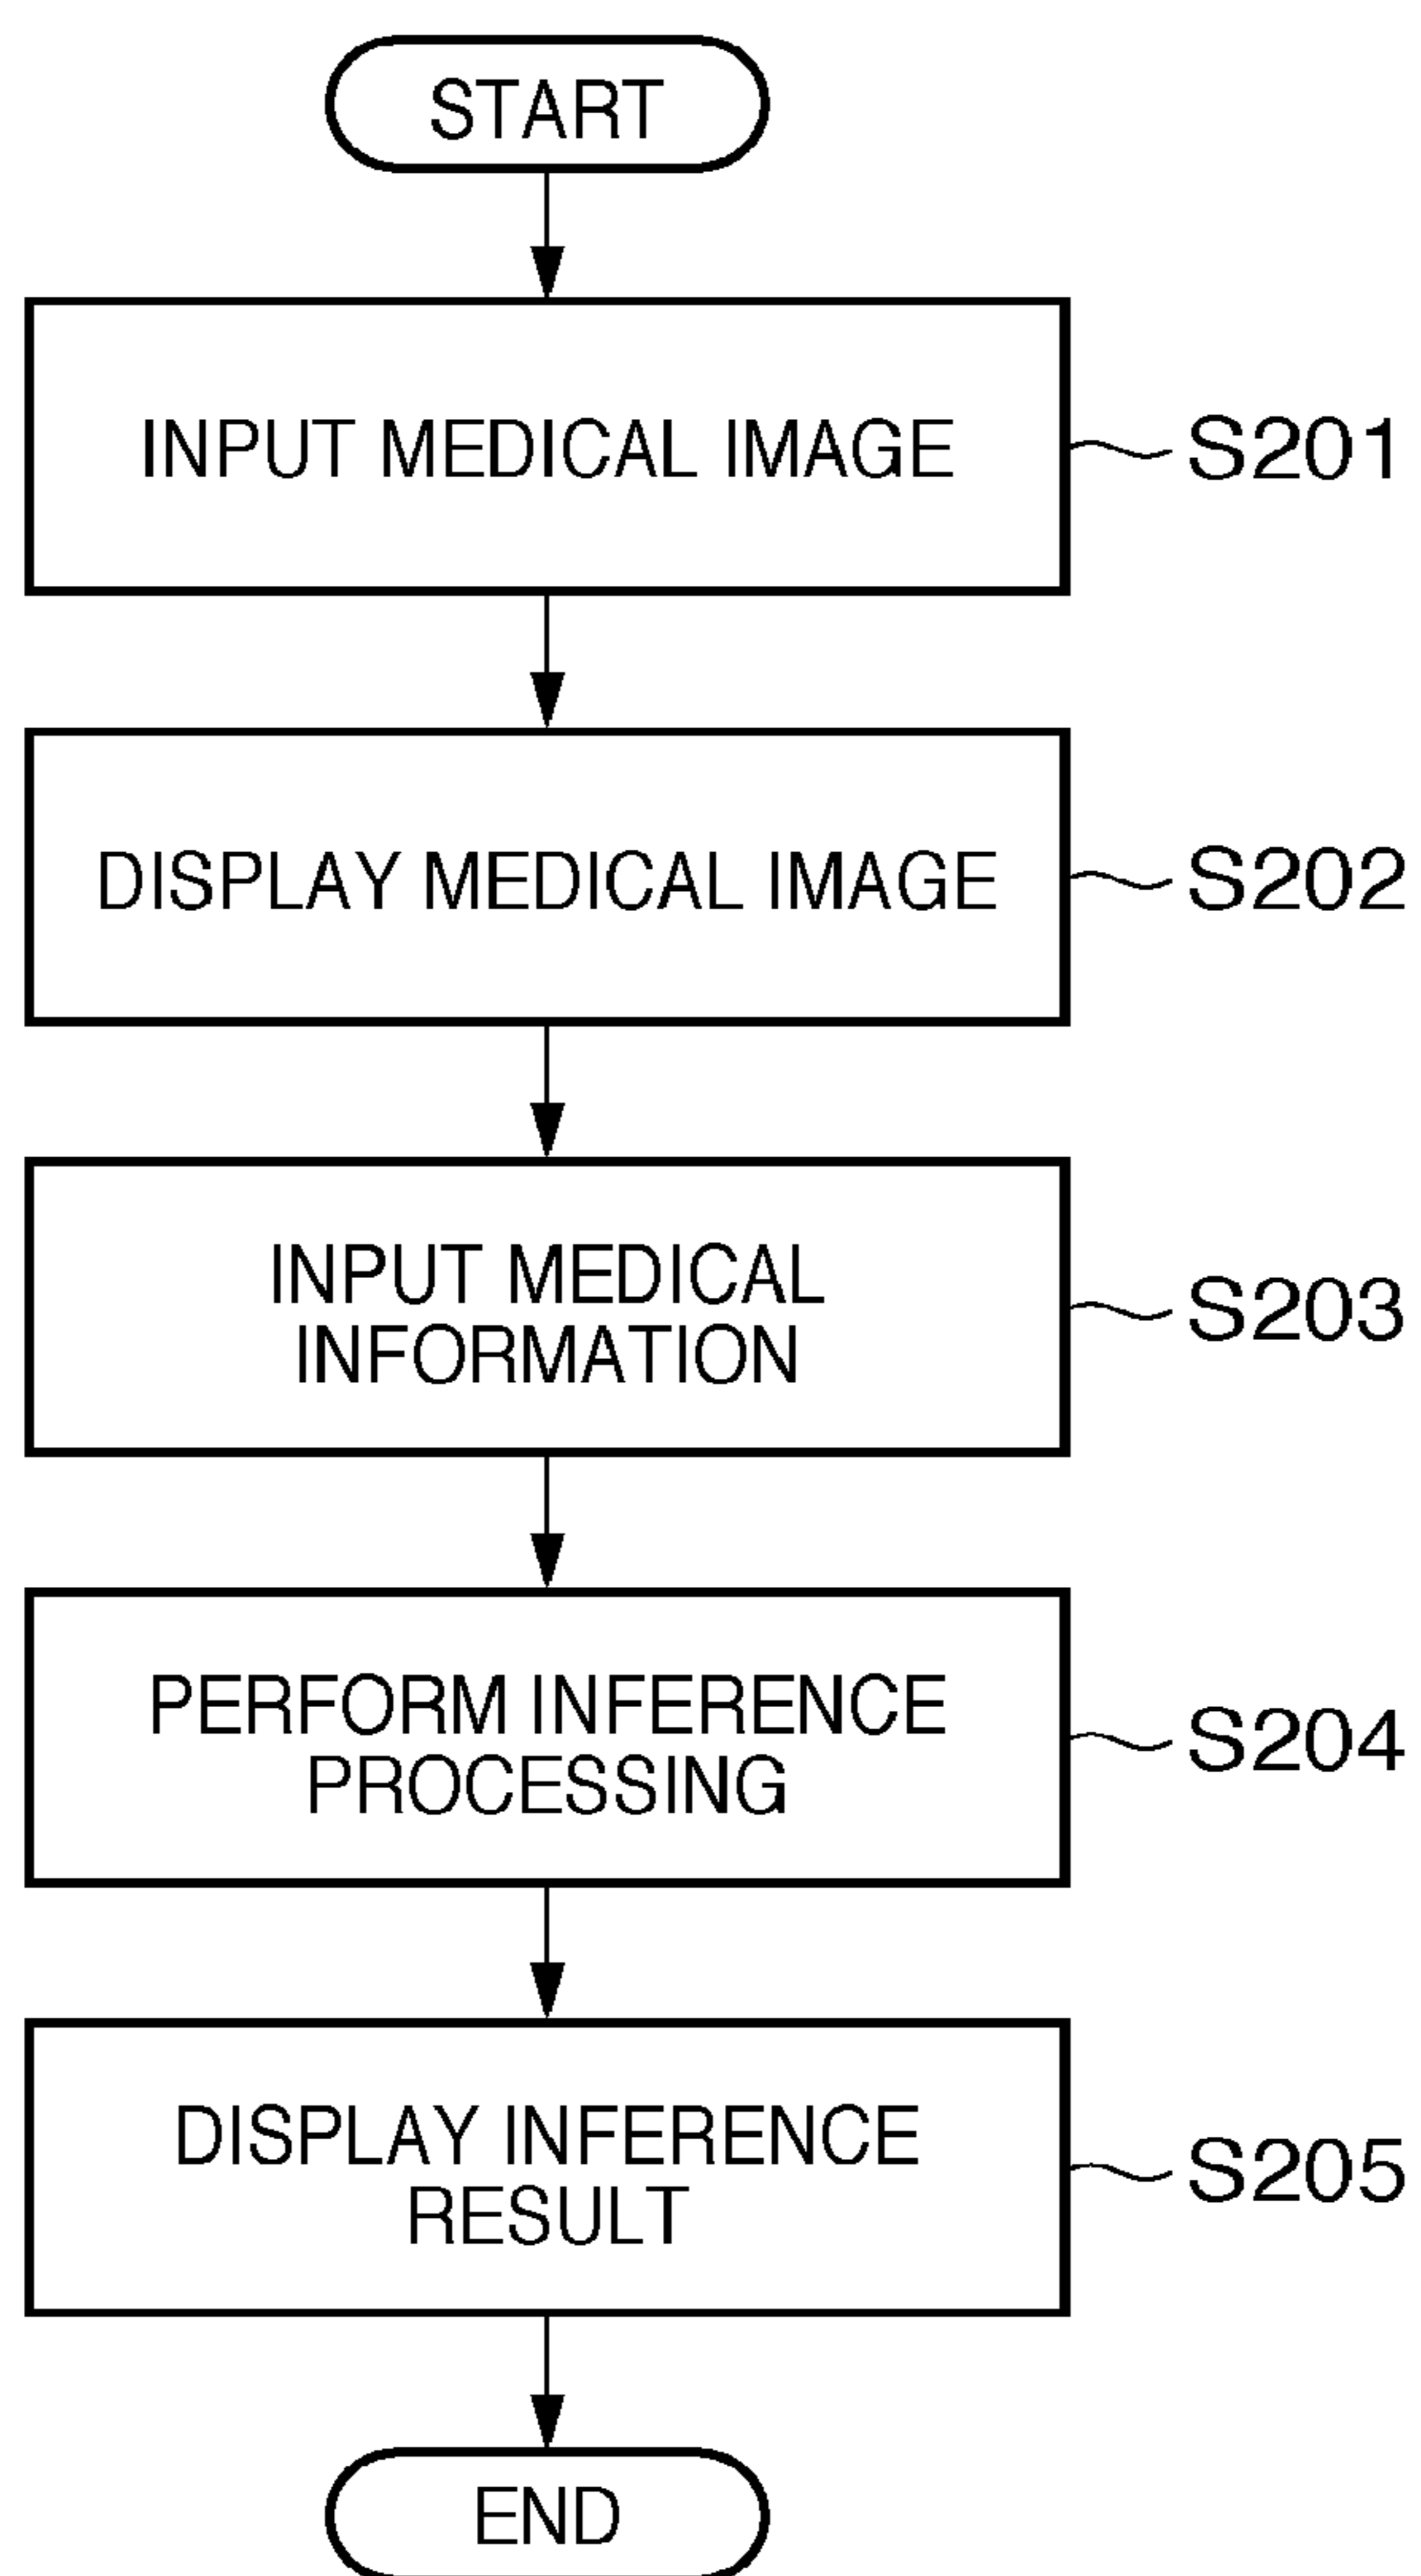 START
INPUT MEDICAL IMAGE
S201
DISPLAY MEDICAL IMAGE
S202
INPUT MEDICAL
INFORMATION
S203
PERFORM INFERENCE
PROCESSING
S204
DISPLAY INFERENCE
RESULT
S205
END